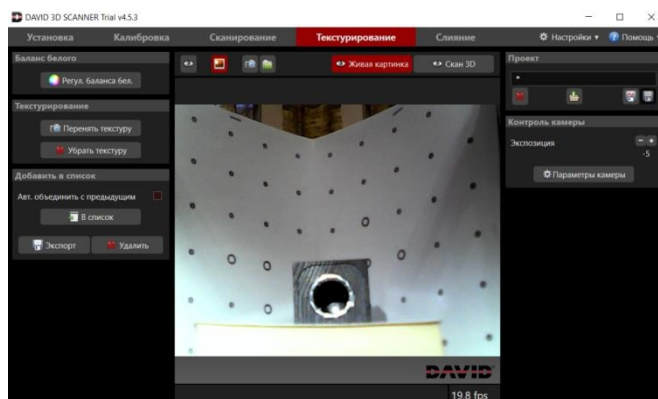 DAVID 3D SCANNER Trial v4.5.3
Установка Калибровка Сканирование Текстурирование Слияние Настройки Помощь
Баланс белого
Регул. баланса бел.
Текстурирование
Перенять текстуру
Убрать текстуру
Добавить в список
Авт. объединить с предыдущим
В список
Экспорт Удалить
Живая картинка Скан 3D
DAVID
19.8 fps
Проект
*
Контроль камеры
Экспозиция
-5
Параметры камеры